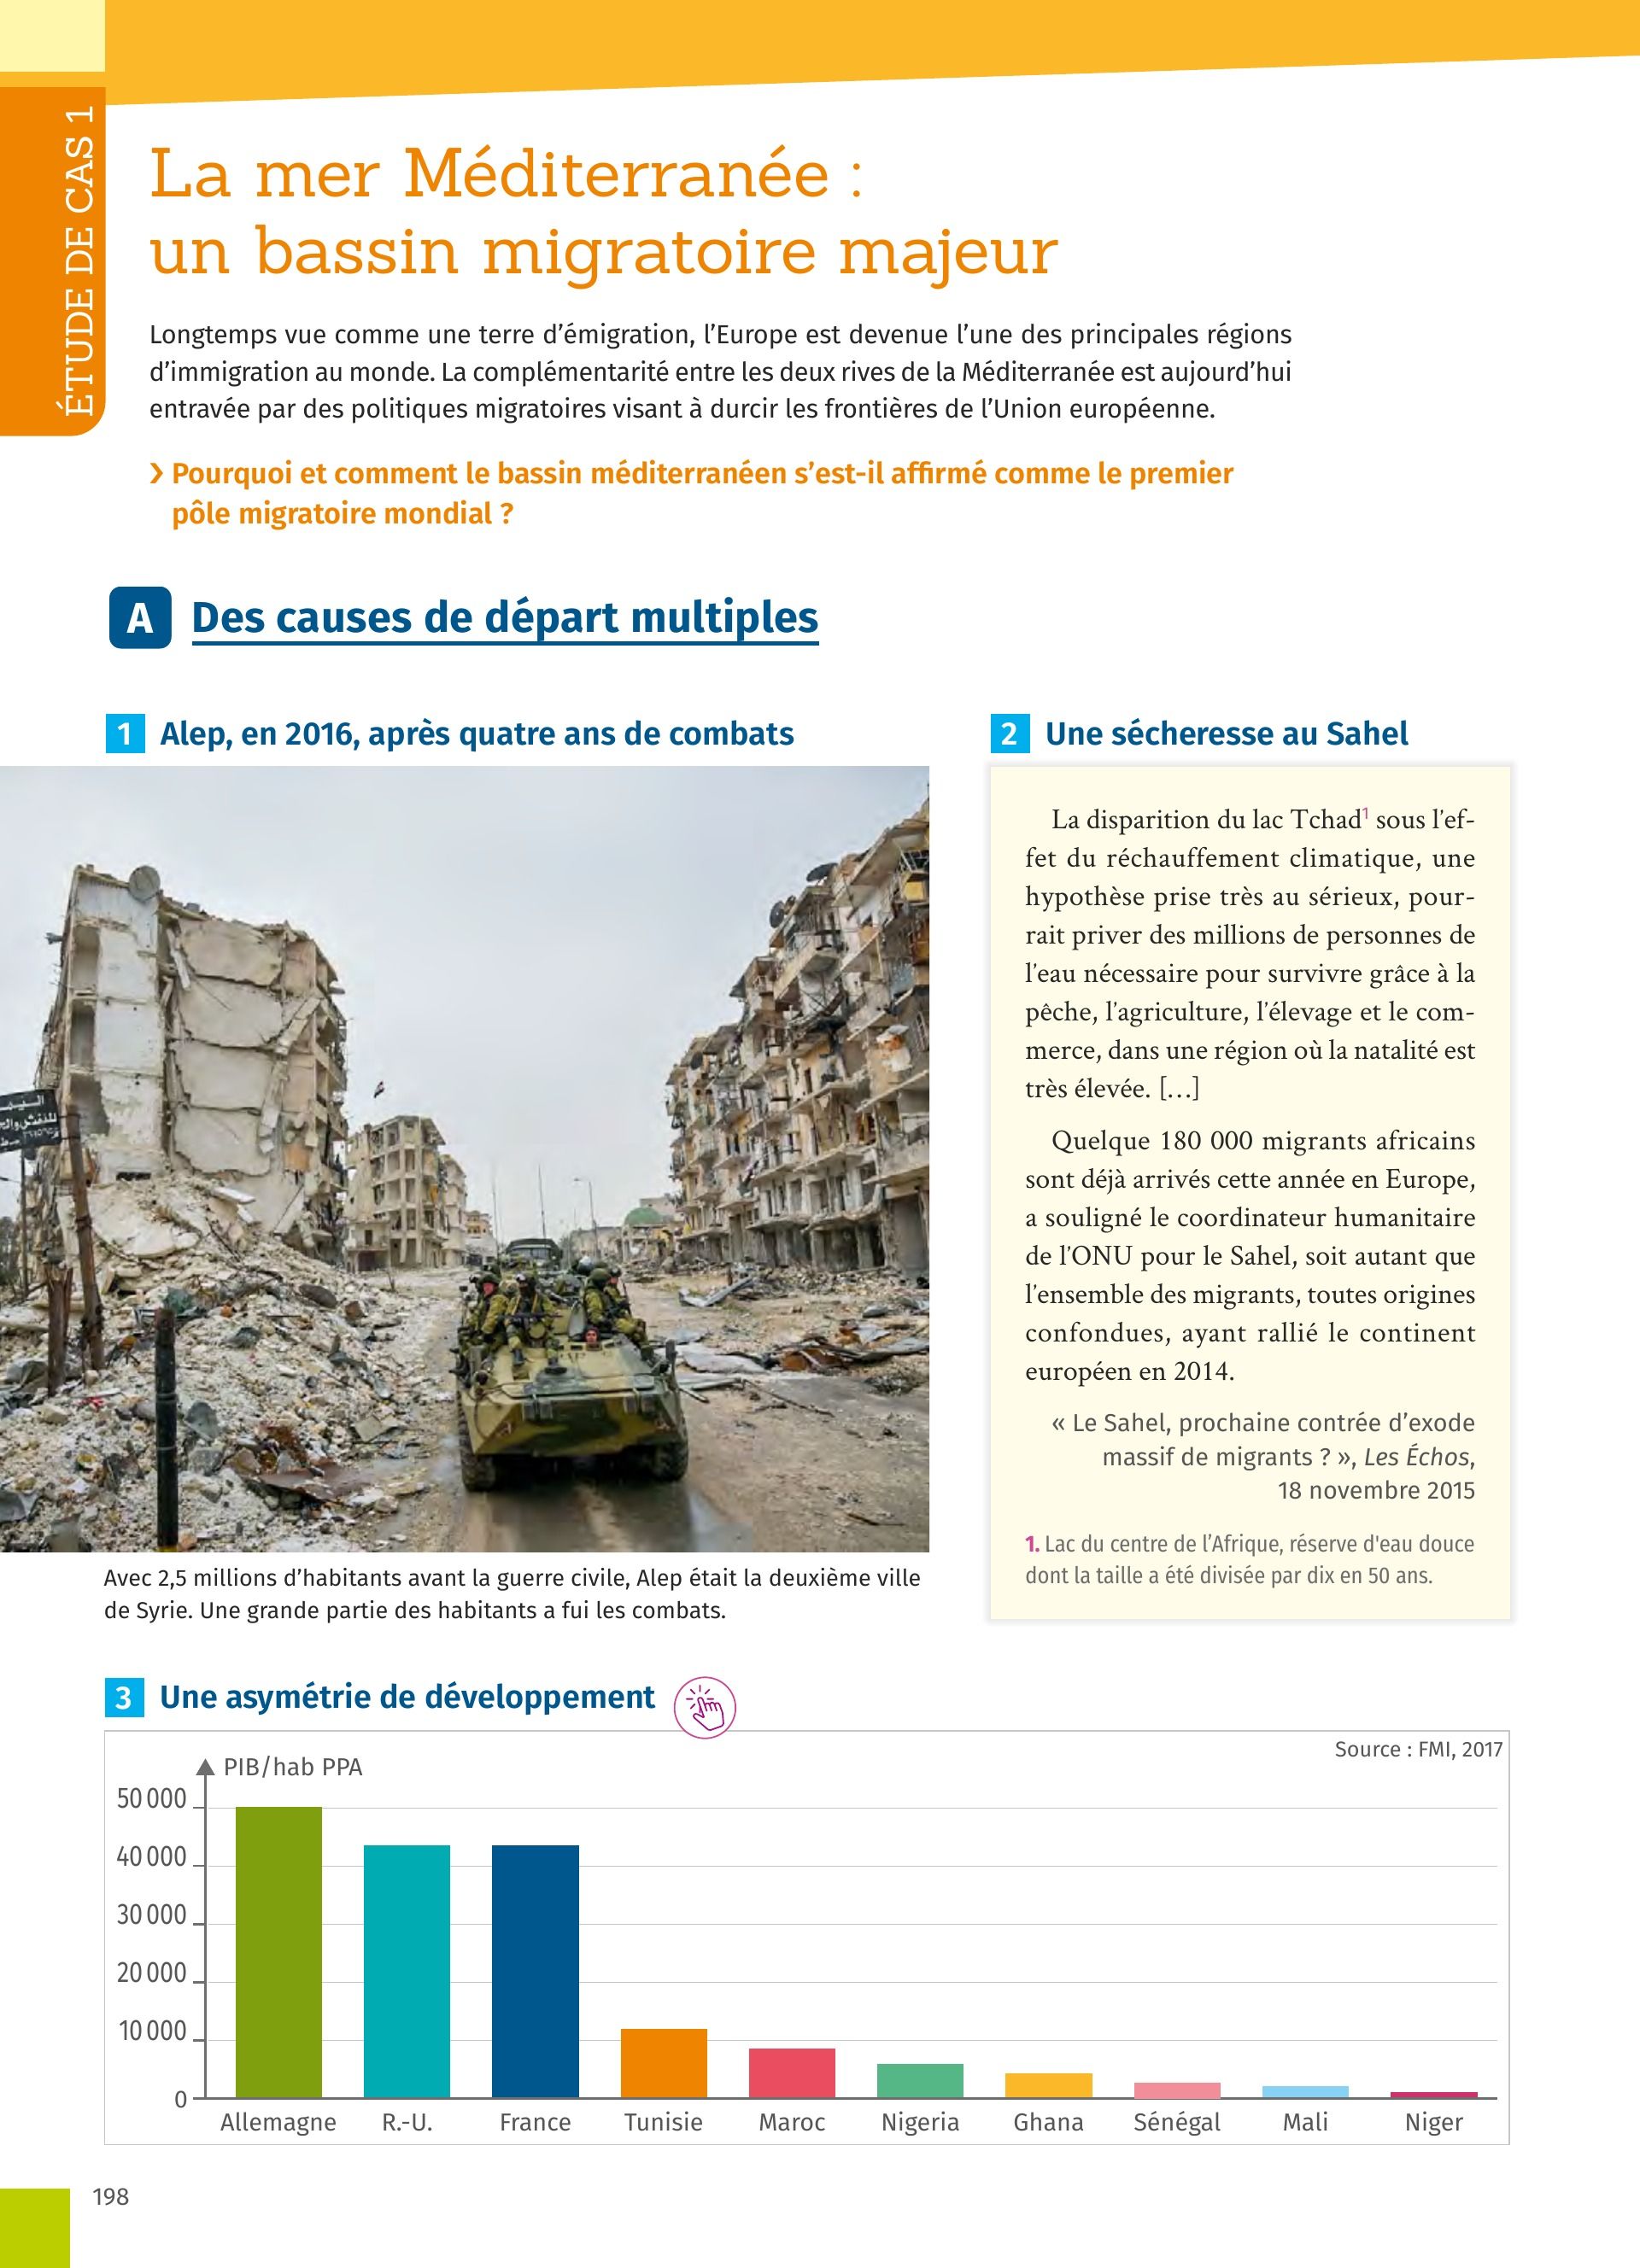 ÉTUDE DE CAS 1
La mer Méditerranée :
un bassin migratoire majeur
Longtemps vue comme une terre d’émigration, l’Europe est devenue l’une des principales régions
d’immigration au monde. La complémentarité entre les deux rives de la Méditerranée est aujourd’hui
entravée par des politiques migratoires visant à durcir les frontières de l’Union européenne.
› Pourquoi et comment le bassin méditerranéen s’est-il affirmé comme le premier
pôle migratoire mondial ?
A Des causes de départ multiples
1 Alep, en 2016, après quatre ans de combats
Avec 2,5 millions d’habitants avant la guerre civile, Alep était la deuxième ville
de Syrie. Une grande partie des habitants a fui les combats.
2 Une sécheresse au Sahel
La disparition du lac Tchad1 sous l’ef-
fet du réchauffement climatique, une
hypothèse prise très au sérieux, pour-
rait priver des millions de personnes de
l’eau nécessaire pour survivre grâce à la
pêche, l’agriculture, l’élevage et le com-
merce, dans une région où la natalité est
très élevée. […]
Quelque 180 000 migrants africains
sont déjà arrivés cette année en Europe,
a souligné le coordinateur humanitaire
de l’ONU pour le Sahel, soit autant que
l’ensemble des migrants, toutes origines
confondues, ayant rallié le continent
européen en 2014.
« Le Sahel, prochaine contrée d’exode
massif de migrants ? », Les Échos,
18 novembre 2015
1. Lac du centre de l’Afrique, réserve d'eau douce
dont la taille a été divisée par dix en 50 ans.
3 Une asymétrie de développement
Source : FMI, 2017
PIB/hab PPA
50 000
40 000
30 000
20 000
10 000
0
Allemagne R.-U. France Tunisie Maroc Nigeria Ghana Sénégal Mali Niger
198